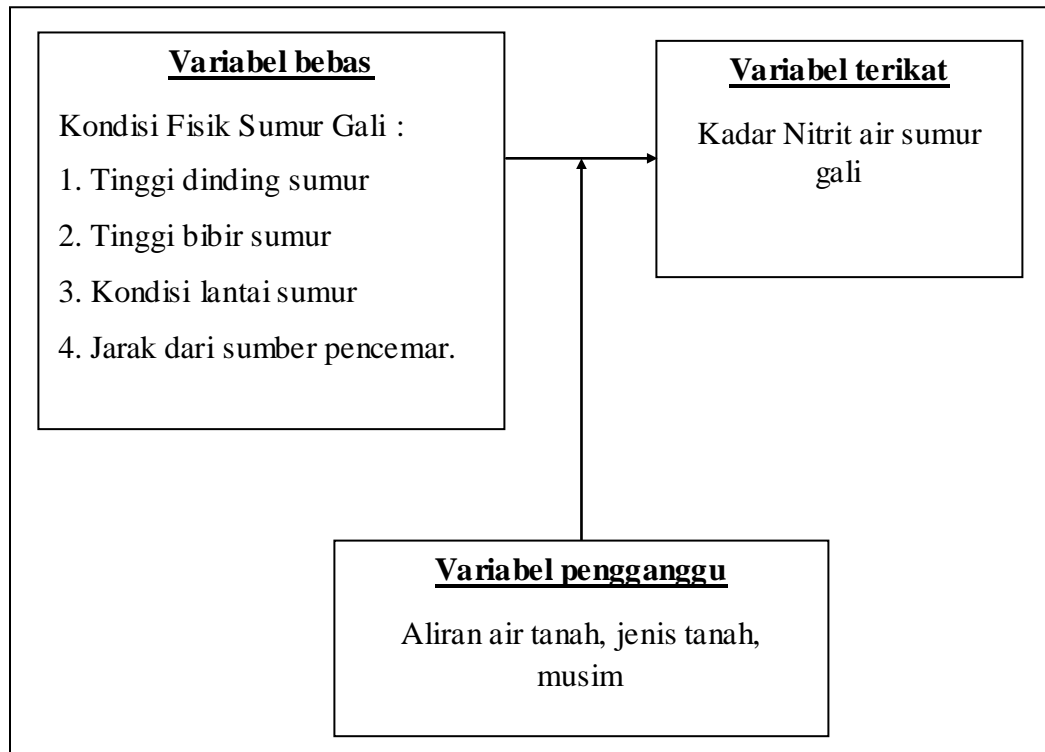 Variabel bebas
Kondisi Fisik Sumur Gali :
1. Tinggi dinding sumur
2. Tinggi bibir sumur
3. Kondisi lantai sumur
4. Jarak dari sumber pencemar.
Variabel terikat
Kadar Nitrit air sumur
gali
Variabel pengganggu
Aliran air tanah, jenis tanah,
musim